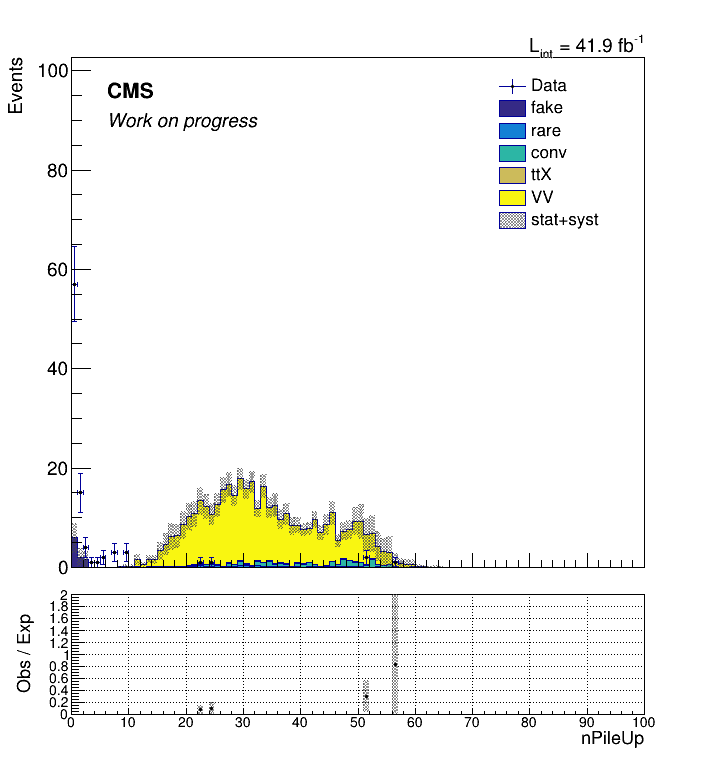 L_int = 41.9 fb^-1
Events
CMS
Work on progress
Data
fake
rare
conv
ttX
VV
stat+syst
100
80
60
40
20
0
Obs / Exp
2
1.8
1.6
1.4
1.2
1
0.8
0.6
0.4
0.2
0
0 10 20 30 40 50 60 70 80 90 100
nPileUp